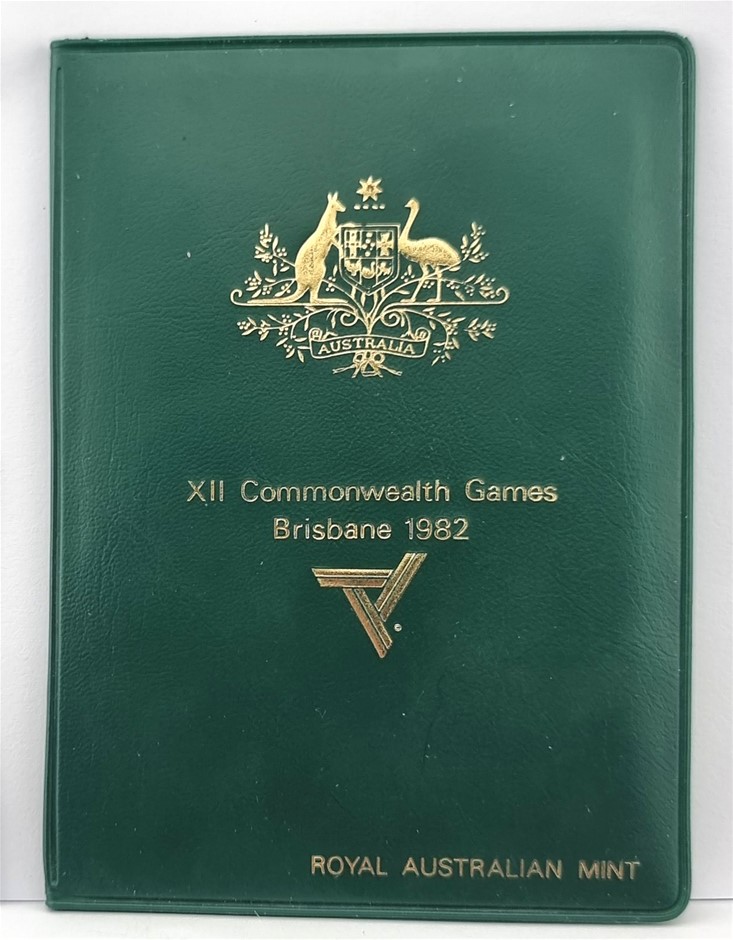 AUSTRALIA
XII Commonwealth Games
Brisbane 1982
ROYAL AUSTRALIAN MINT